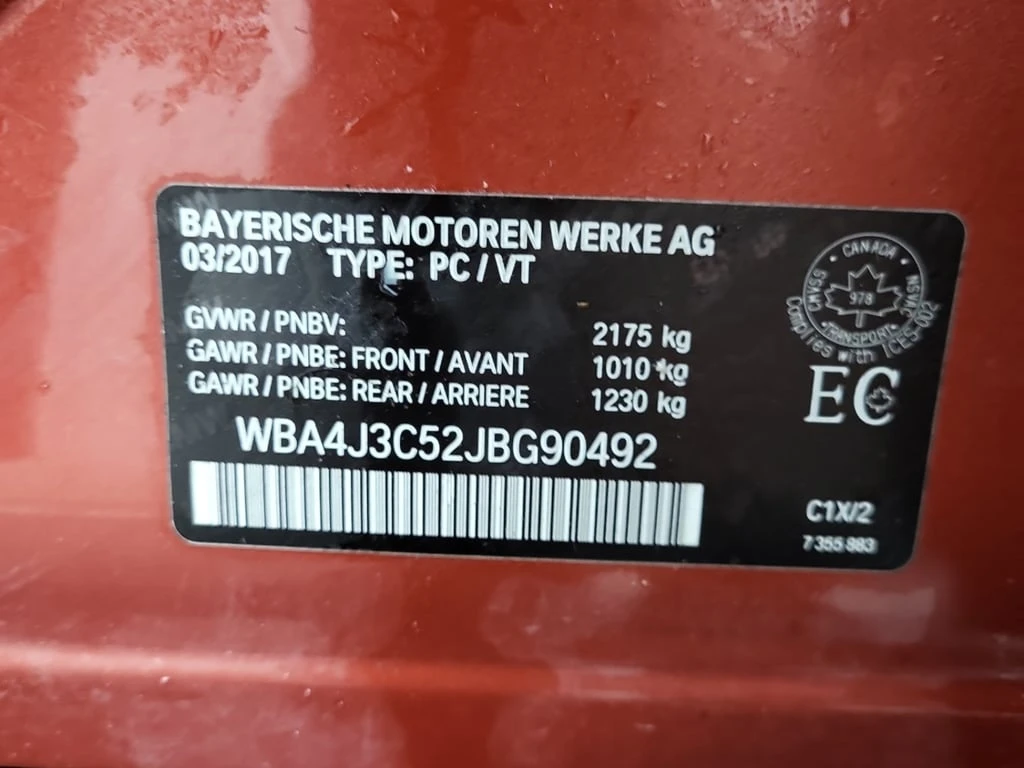 BAYERISCHE MOTOREN WERKE AG
03/2017 TYPE: PC / VT
GVWR / PNBV: 2175 kg
GAWR / PNBE: FRONT / AVANT 1010 kg
GAWR / PNBE: REAR / ARRIERE 1230 kg
WBA4J3C52JBG90492
CANADA
CMVSS
NSVAC
978
TRANSPORT
Complies with ICES-002
EC
C1X/2
7 355 883